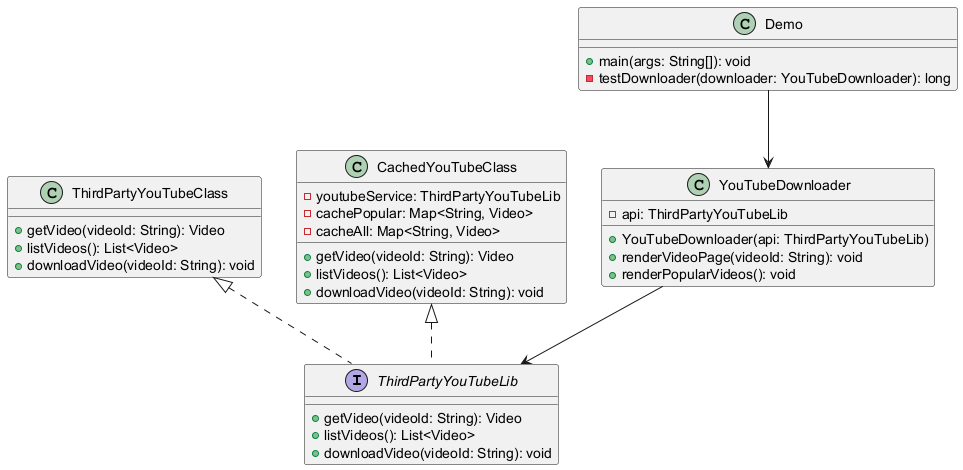 C Demo
main(args: String[]): void
testDownloader(downloader: YouTubeDownloader): long
C ThirdPartyYouTubeClass
getVideo(videoId: String): Video
listVideos(): List<Video>
downloadVideo(videoId: String): void
C CachedYouTubeClass
youtubeService: ThirdPartyYouTubeLib
cachePopular: Map<String, Video>
cacheAll: Map<String, Video>
getVideo(videoId: String): Video
listVideos(): List<Video>
downloadVideo(videoId: String): void
C YouTubeDownloader
api: ThirdPartyYouTubeLib
YouTubeDownloader(api: ThirdPartyYouTubeLib)
renderVideoPage(videoId: String): void
renderPopularVideos(): void
I ThirdPartyYouTubeLib
getVideo(videoId: String): Video
listVideos(): List<Video>
downloadVideo(videoId: String): void